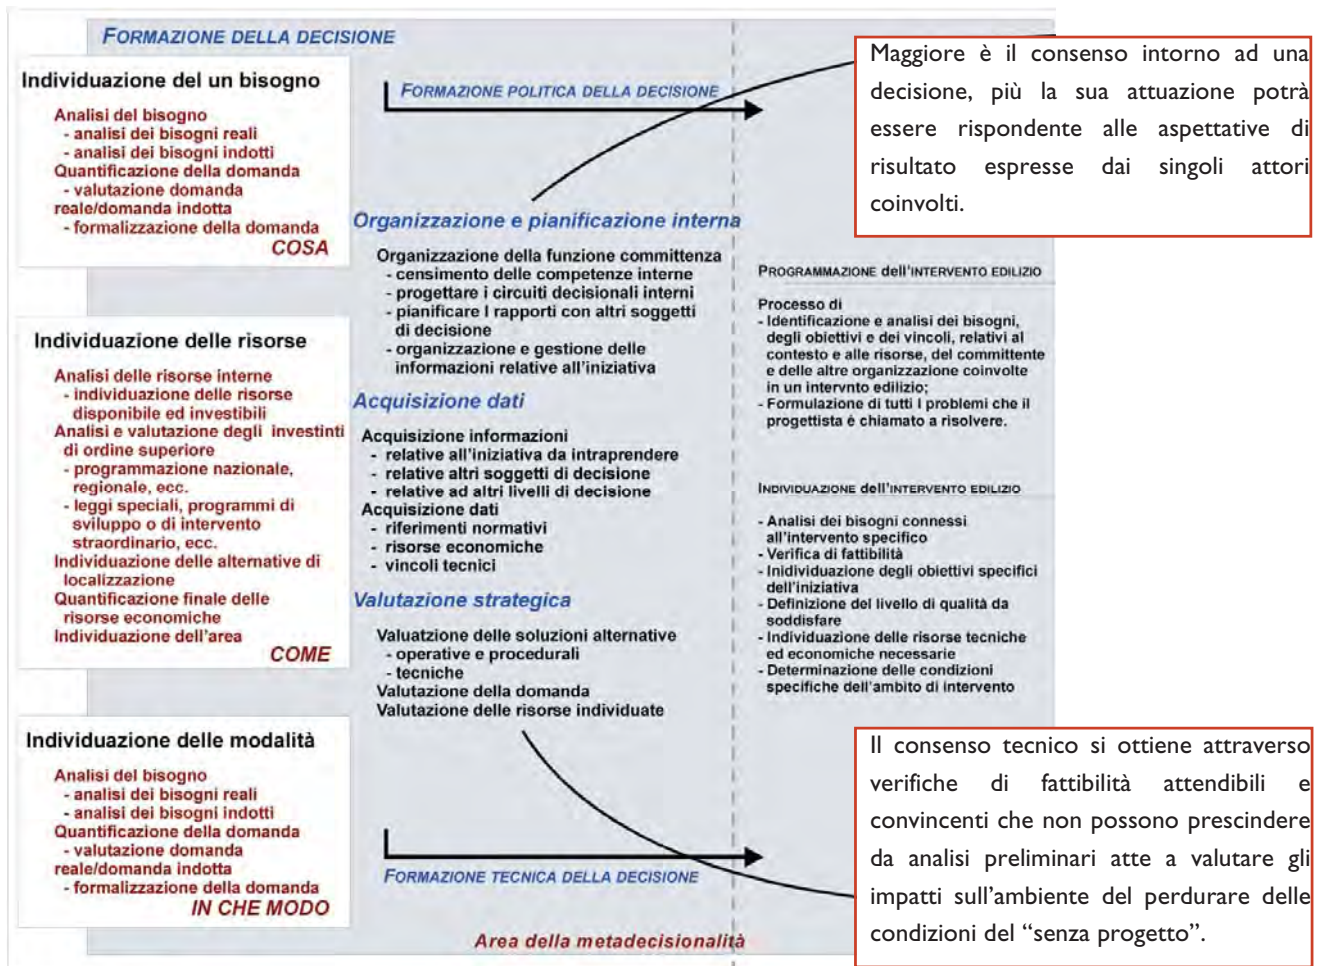 FORMAZIONE DELLA DECISIONE
Individuazione del un bisogno
Analisi del bisogno
- analisi dei bisogni reali
- analisi dei bisogni indotti
Quantificazione della domanda
- valutazione domanda
reale/domanda indotta
- formalizzazione della domanda
COSA
Individuazione delle risorse
Analisi delle risorse interne
- individuazione delle risorse
disponibile ed investibili
Analisi e valutazione degli investinti
di ordine superiore
- programmazione nazionale,
regionale, ecc.
- leggi speciali, programmi di
sviluppo o di intervento
straordinario, ecc.
Individuazione delle alternative di
localizzazione
Quantificazione finale delle
risorse economiche
Individuazione dell'area
COME
Individuazione delle modalità
Analisi del bisogno
- analisi dei bisogni reali
- analisi dei bisogni indotti
Quantificazione della domanda
- valutazione domanda
reale/domanda indotta
- formalizzazione della domanda
IN CHE MODO
FORMAZIONE POLITICA DELLA DECISIONE
Organizzazione e pianificazione interna
Organizzazione della funzione committenza
- censimento delle competenze interne
- progettare i circuiti decisionali interni
- pianificare I rapporti con altri soggetti
di decisione
- organizzazione e gestione delle
informazioni relative all'iniziativa
Acquisizione dati
Acquisizione informazioni
- relative all'iniziativa da intraprendere
- relative altri soggetti di decisione
- relative ad altri livelli di decisione
Acquisizione dati
- riferimenti normativi
- risorse economiche
- vincoli tecnici
Valutazione strategica
Valuatzione delle soluzioni alternative
- operative e procedurali
- tecniche
Valutazione della domanda
Valutazione delle risorse individuate
FORMAZIONE TECNICA DELLA DECISIONE
Area della metadecisionalità
Maggiore è il consenso intorno ad una
decisione, più la sua attuazione potrà
essere rispondente alle aspettative di
risultato espresse dai singoli attori
coinvolti.
PROGRAMMAZIONE dell'INTERVENTO EDILIZIO
Processo di
- Identificazione e analisi dei bisogni,
degli obiettivi e dei vincoli, relativi al
contesto e alle risorse, del committente
e delle altre organizzazione coinvolte
in un intervnto edilizio;
- Formulazione di tutti I problemi che il
progettista é chiamato a risolvere.
INDIVIDUAZIONE dell'INTERVENTO EDILIZIO
- Analisi dei bisogni connessi
all'intervento specifico
- Verifica di fattibilità
- Inidividuazione degli obiettivi specifici
dell'iniziativa
- Definizione del livello di qualità da
soddisfare
- Individuazione delle risorse tecniche
ed economiche necessarie
- Determinazione delle condizioni
specifiche dell'ambito di intervento
Il consenso tecnico si ottiene attraverso
verifiche di fattibilità attendibili e
convincenti che non possono prescindere
da analisi preliminari atte a valutare gli
impatti sull'ambiente del perdurare delle
condizioni del “senza progetto”.